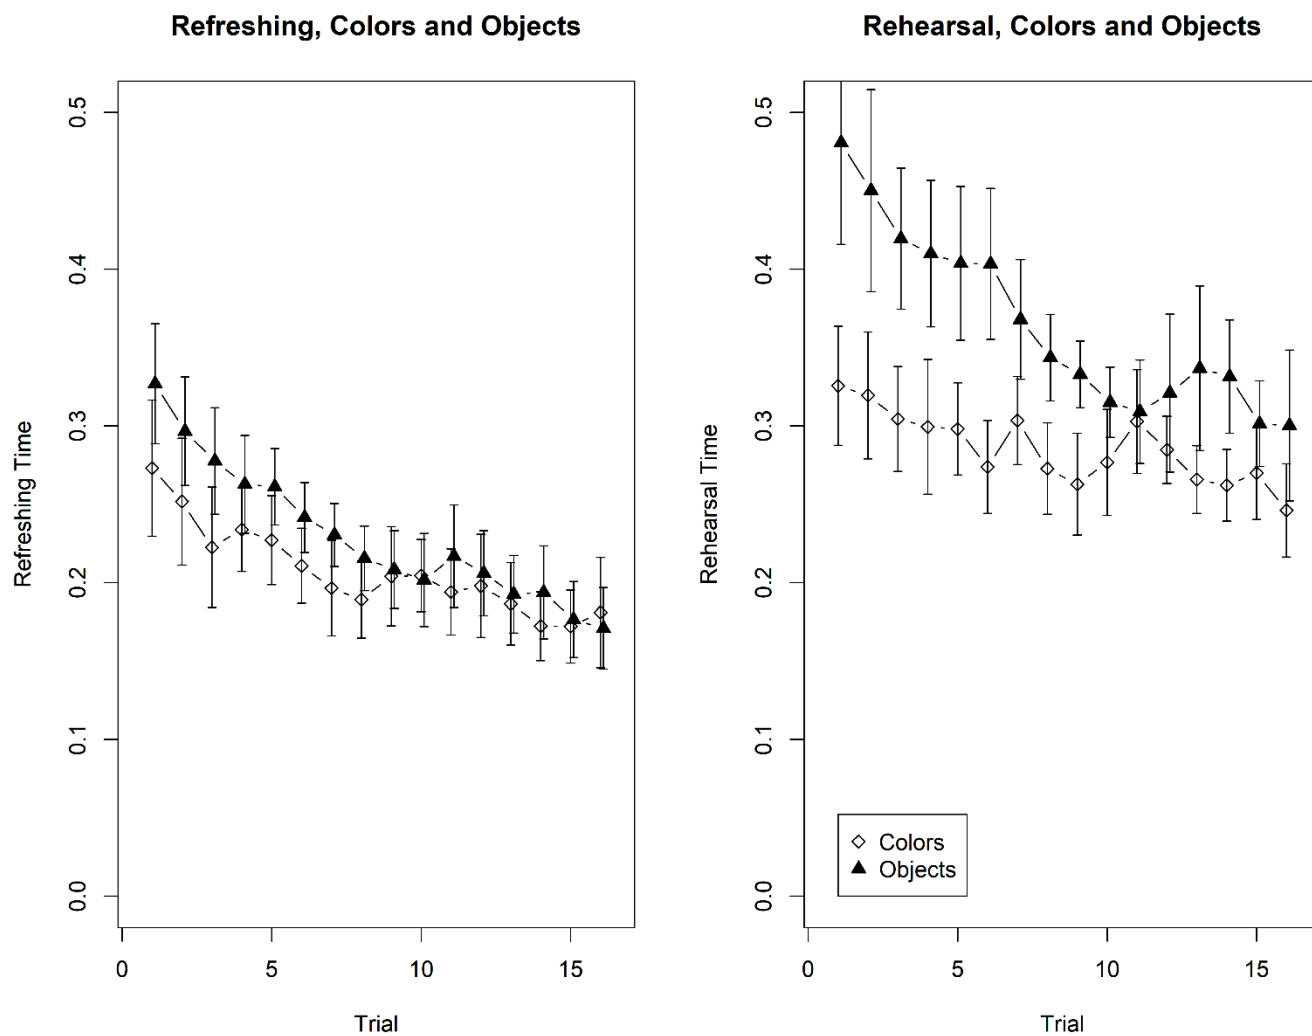 Refreshing, Colors and Objects
Refreshing Time
0.5
0.4
0.3
0.2
0.1
0.0
0 5 10 15
Trial
Rehearsal, Colors and Objects
Rehearsal Time
0.5
0.4
0.3
0.2
0.1
0.0
Colors
Objects
0 5 10 15
Trial